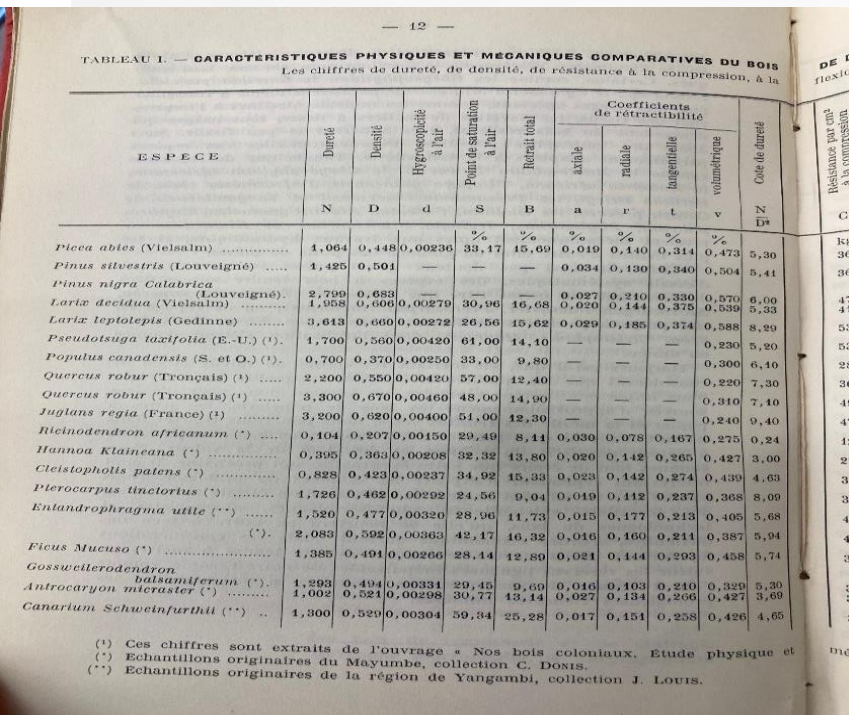 — 12 —
TABLEAU I. — CARACTERISTIQUES PHYSIQUES ET MECANIQUES COMPARATIVES DU BOIS
Les chiffres de dureté, de densité, de résistance à la compression, à la
DE
flexio
Coefficients
de rétractibilité
ESPECE Dureté Densité Hygroscopicité à l'air Point de saturation à l'air Retrait total axiale radiale tangentielle volumétrique Cote de dureté Résistance par cm² à la compression
N D d S B a r t v N/D² C
% % % % % %
Picea abies (Vielsalm) ............... 1,064 0,448 0,00236 33,17 15,69 0,019 0,140 0,314 0,473 5,30
Pinus silvestris (Louveigné) ..... 1,425 0,501 — — — 0,034 0,130 0,340 0,504 5,41
Pinus nigra Calabrica
(Louveigné). 2,799 0,683 — — — 0,027 0,210 0,330 0,570 6,00
Larix decidua (Vielsalm) ......... 1,958 0,606 0,00279 30,96 16,68 0,020 0,144 0,375 0,539 5,33
Larix leptolepis (Gedinne) ........ 3,613 0,660 0,00272 26,56 15,62 0,029 0,185 0,374 0,588 8,29
Pseudotsuga taxifolia (E.-U.) (¹). 1,700 0,560 0,00420 61,00 14,10 — — — 0,230 5,20
Populus canadensis (S. et O.) (¹). 0,700 0,370 0,00250 33,00 9,80 — — — 0,300 6,10
Quercus robur (Tronçais) (¹) ..... 2,200 0,550 0,00420 57,00 12,40 — — — 0,220 7,30
Quercus robur (Tronçais) (¹) ..... 3,300 0,670 0,00460 48,00 14,90 — — — 0,310 7,10
Juglans regia (France) (¹) ......... 3,200 0,620 0,00400 51,00 12,30 — — — 0,240 9,40
Ricinodendron africanum (*) .... 0,104 0,207 0,00150 29,49 8,11 0,030 0,078 0,167 0,275 0,24
Hannoa Klaineana (*) ............... 0,395 0,363 0,00208 32,32 13,80 0,020 0,142 0,265 0,427 3,00
Cleistopholis patens (*) ............ 0,828 0,423 0,00237 34,92 15,33 0,023 0,142 0,274 0,439 4,63
Pterocarpus tinctorius (*) ......... 1,726 0,462 0,00292 24,56 9,04 0,019 0,112 0,237 0,368 8,09
Entandrophragma utile (**) ...... 1,520 0,477 0,00320 28,96 11,73 0,015 0,177 0,213 0,405 5,68
(*). 2,083 0,592 0,00363 42,17 16,32 0,016 0,160 0,211 0,387 5,94
Ficus Mucuso (*) ..................... 1,385 0,491 0,00266 28,14 12,89 0,021 0,144 0,293 0,458 5,74
Gossweilerodendron
balsamiferum (*). 1,293 0,494 0,00331 29,45 9,69 0,016 0,103 0,210 0,329 5,30
Antrocaryon micraster (*) ......... 1,002 0,521 0,00298 30,77 13,14 0,027 0,134 0,266 0,427 3,69
Canarium Schweinfurthii (**) .. 1,300 0,529 0,00304 59,34 25,28 0,017 0,151 0,258 0,426 4,65
(¹) Ces chiffres sont extraits de l'ouvrage « Nos bois coloniaux. Etude physique et
(*) Echantillons originaires du Mayumbe, collection C. DONIS.
(**) Echantillons originaires de la région de Yangambi, collection J. LOUIS.